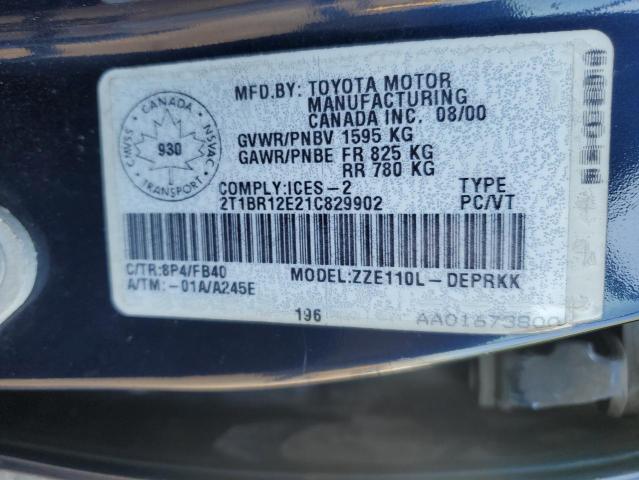 MFD.BY: TOYOTA MOTOR
MANUFACTURING
CANADA INC. 08/00
GVWR/PNBV 1595 KG
GAWR/PNBE FR 825 KG
RR 780 KG
COMPLY:ICES-2 TYPE
2T1BR12E21C829902 PC/VT
C/TR:8P4/FB40 MODEL:ZZE110L-DEPRKK
A/TM:-01A/A245E
196
AA01673800
CANADA
CMVSS
NSVAC
930
TRANSPORT